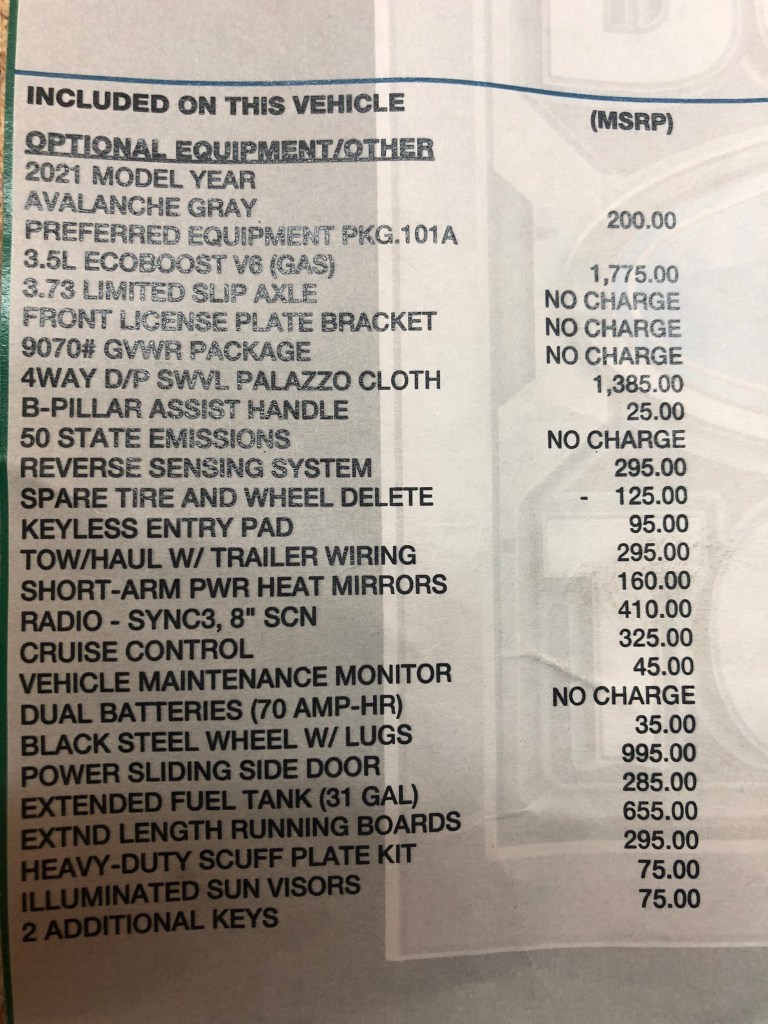 INCLUDED ON THIS VEHICLE (MSRP)
OPTIONAL EQUIPMENT/OTHER
2021 MODEL YEAR
AVALANCHE GRAY 200.00
PREFERRED EQUIPMENT PKG.101A
3.5L ECOBOOST V6 (GAS) 1,775.00
3.73 LIMITED SLIP AXLE NO CHARGE
FRONT LICENSE PLATE BRACKET NO CHARGE
9070# GVWR PACKAGE NO CHARGE
4WAY D/P SWVL PALAZZO CLOTH 1,385.00
B-PILLAR ASSIST HANDLE 25.00
50 STATE EMISSIONS NO CHARGE
REVERSE SENSING SYSTEM 295.00
SPARE TIRE AND WHEEL DELETE - 125.00
KEYLESS ENTRY PAD 95.00
TOW/HAUL W/ TRAILER WIRING 295.00
SHORT-ARM PWR HEAT MIRRORS 160.00
RADIO - SYNC3, 8" SCN 410.00
CRUISE CONTROL 325.00
VEHICLE MAINTENANCE MONITOR 45.00
DUAL BATTERIES (70 AMP-HR) NO CHARGE
BLACK STEEL WHEEL W/ LUGS 35.00
POWER SLIDING SIDE DOOR 995.00
EXTENDED FUEL TANK (31 GAL) 285.00
EXTND LENGTH RUNNING BOARDS 655.00
HEAVY-DUTY SCUFF PLATE KIT 295.00
ILLUMINATED SUN VISORS 75.00
2 ADDITIONAL KEYS 75.00